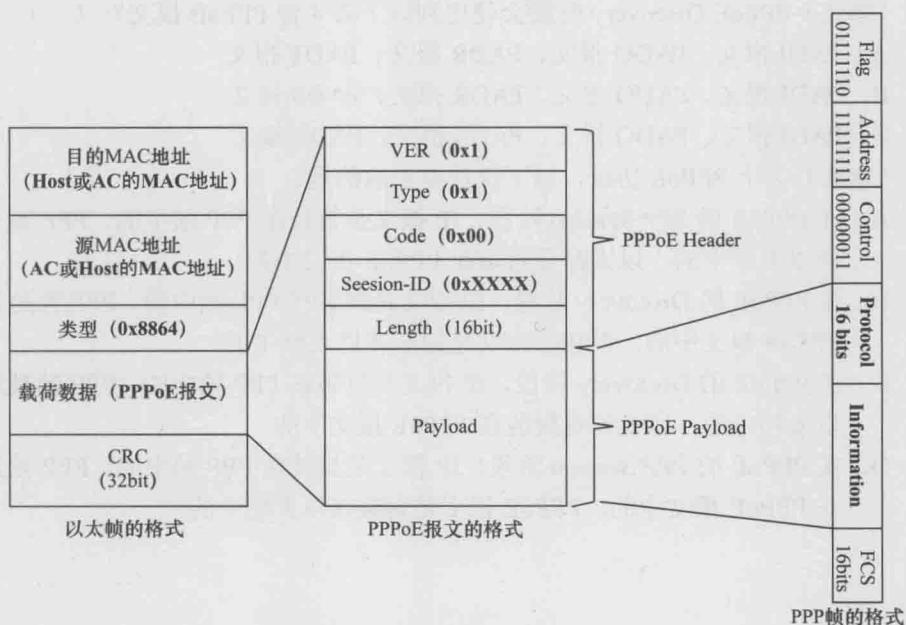 目的MAC地址
（Host或AC的MAC地址）
源MAC地址
（AC或Host的MAC地址）
类型（0x8864）
载荷数据（PPPoE报文）
CRC
(32bit)
以太帧的格式
VER（0x1）
Type（0x1）
Code（0x00）
Seesion-ID（0xXXXX）
Length（16bit）
Payload
PPPoE报文的格式
PPPoE Header
PPPoE Payload
Flag
01111110
Address
11111111
Control
00000011
Protocol
16 bits
Information
FCS
16bits
PPP帧的格式